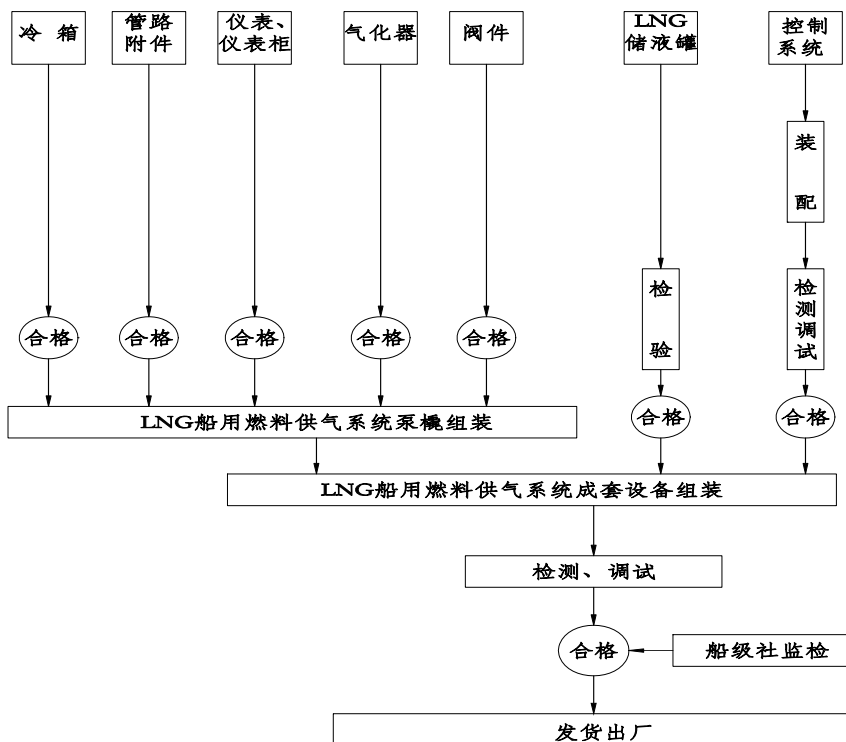 冷 箱
管路
附件
仪表、
仪表柜
气化器
阀件
LNG
储液罐
控制
系统
装
配
检
验
检
测
调
试
合格
合格
合格
合格
合格
合格
合格
LNG船用燃料供气系统泵橇组装
LNG船用燃料供气系统成套设备组装
检测、调试
合格
船级社监检
发货出厂